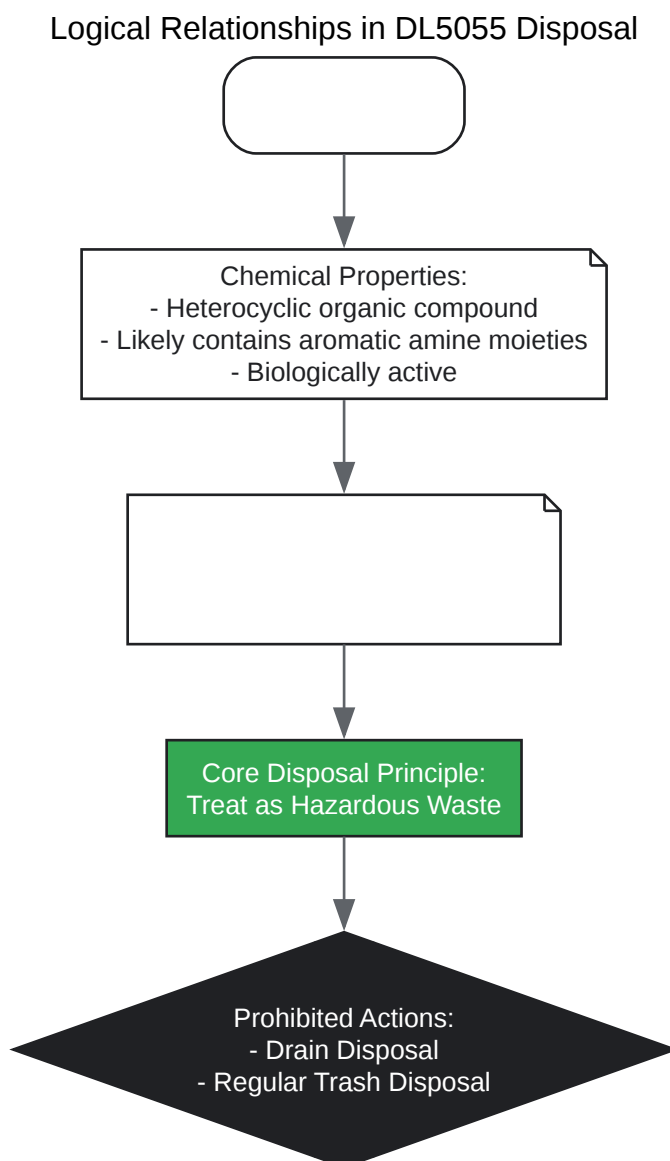 Logical Relationships in DL5055 Disposal
Chemical Properties:
- Heterocyclic organic compound
- Likely contains aromatic amine moieties
- Biologically active
Core Disposal Principle:
Treat as Hazardous Waste
Prohibited Actions:
- Drain Disposal
- Regular Trash Disposal